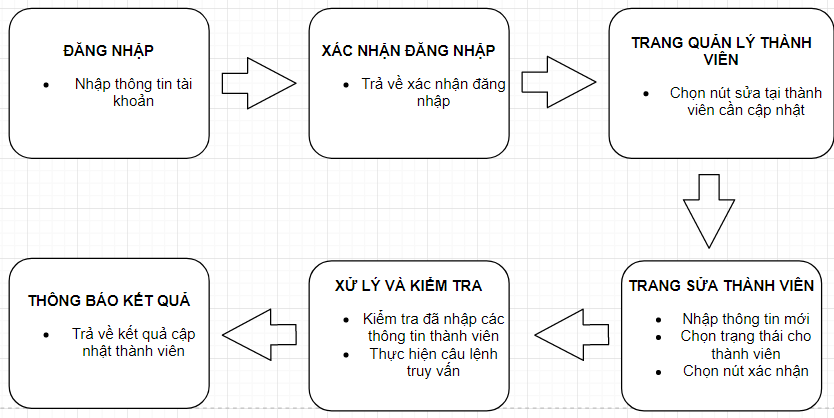 ĐĂNG NHẬP
• Nhập thông tin tài
khoản
XÁC NHẬN ĐĂNG NHẬP
• Trả về xác nhận đăng
nhập
TRANG QUẢN LÝ THÀNH
VIÊN
• Chọn nút sửa tại thành
viên cần cập nhật
TRANG SỬA THÀNH VIÊN
• Nhập thông tin mới
• Chọn trạng thái cho
thành viên
• Chọn nút xác nhận
XỬ LÝ VÀ KIỂM TRA
• Kiểm tra đã nhập các
thông tin thành viên
• Thực hiện câu lệnh
truy vấn
THÔNG BÁO KẾT QUẢ
• Trả về kết quả cập
nhât thành viên